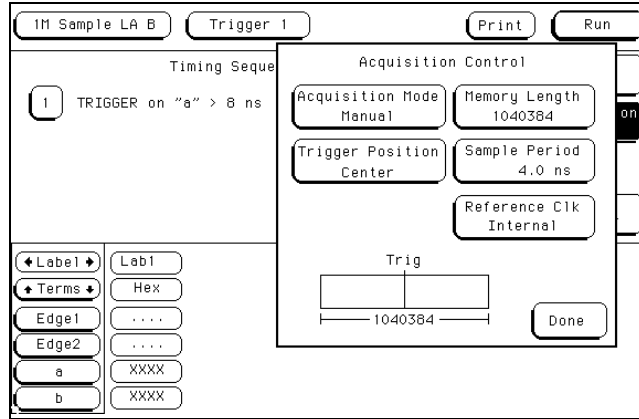 1M Sample LA B Trigger 1 Print Run
Timing Seque
1 TRIGGER on "a" > 8 ns
on
Acquisition Control
Acquisition Mode
Manual
Memory Length
1040384
Trigger Position
Center
Sample Period
4.0 ns
Reference Clk
Internal
Trig
1040384
Done
Label Lab1
Terms Hex
Edge1 ....
Edge2 ....
a XXXX
b XXXX